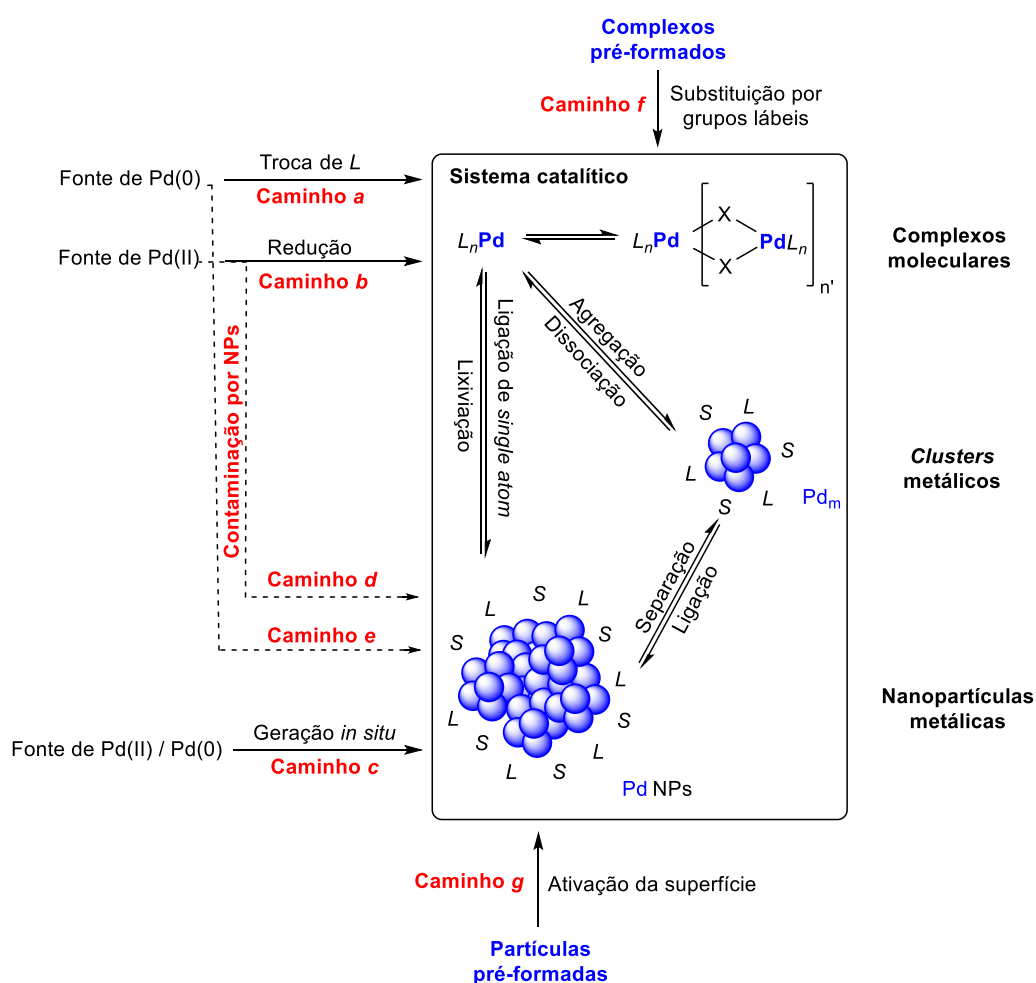 Complexos
pré-formados
Caminho f
Substituição por
grupos lábeis
Fonte de Pd(0)
Troca de L
Caminho a
Fonte de Pd(II)
Redução
Caminho b
Contaminação por NPs
Sistema catalítico
LnPd
LnPd
X
X
PdLn
n'
Complexos
moleculares
Lixiviação
Ligação de single atom
Agregação
Dissociação
S
L
S
L
L
S
Pdm
Clusters
metálicos
Separação
Ligação
Caminho d
Caminho e
S
L
L
S
S
L
L
S
S
L
L
S
Pd NPs
Nanopartículas
metálicas
Fonte de Pd(II) / Pd(0)
Geração in situ
Caminho c
Caminho g
Ativação da superfície
Partículas
pré-formadas